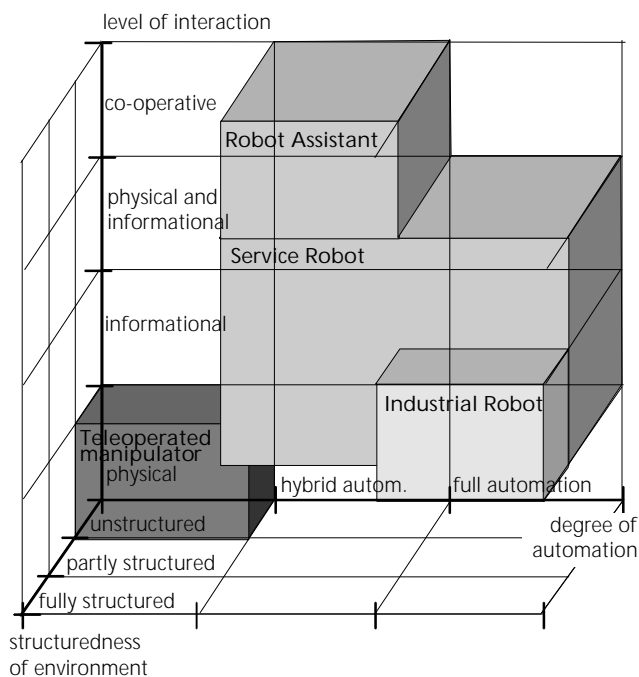 level of interaction
co-operative
Robot Assistant
physical and
informational
Service Robot
informational
Industrial Robot
Teleoperated
manipulator
physical
hybrid autom.
full automation
unstructured
degree of
automation
partly structured
fully structured
structuredness
of environment